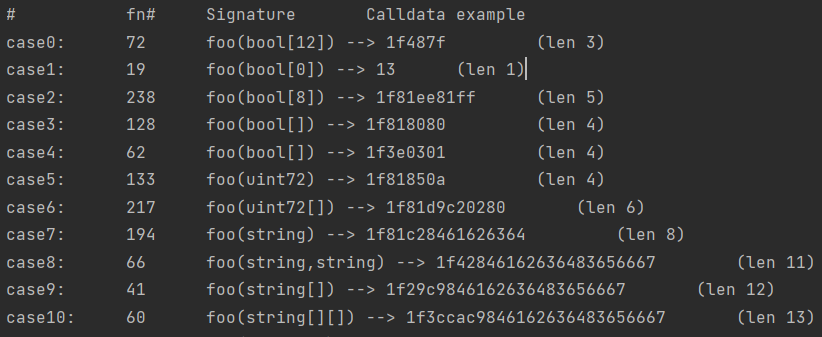 # fn# Signature Calldata example
case0: 72 foo(bool[12]) --> 1f487f (len 3)
case1: 19 foo(bool[0]) --> 13 (len 1)
case2: 238 foo(bool[8]) --> 1f81ee81ff (len 5)
case3: 128 foo(bool[]) --> 1f818080 (len 4)
case4: 62 foo(bool[]) --> 1f3e0301 (len 4)
case5: 133 foo(uint72) --> 1f81850a (len 4)
case6: 217 foo(uint72[]) --> 1f81d9c20280 (len 6)
case7: 194 foo(string) --> 1f81c28461626364 (len 8)
case8: 66 foo(string,string) --> 1f42846162636483656667 (len 11)
case9: 41 foo(string[]) --> 1f29c9846162636483656667 (len 12)
case10: 60 foo(string[][]) --> 1f3ccac9846162636483656667 (len 13)